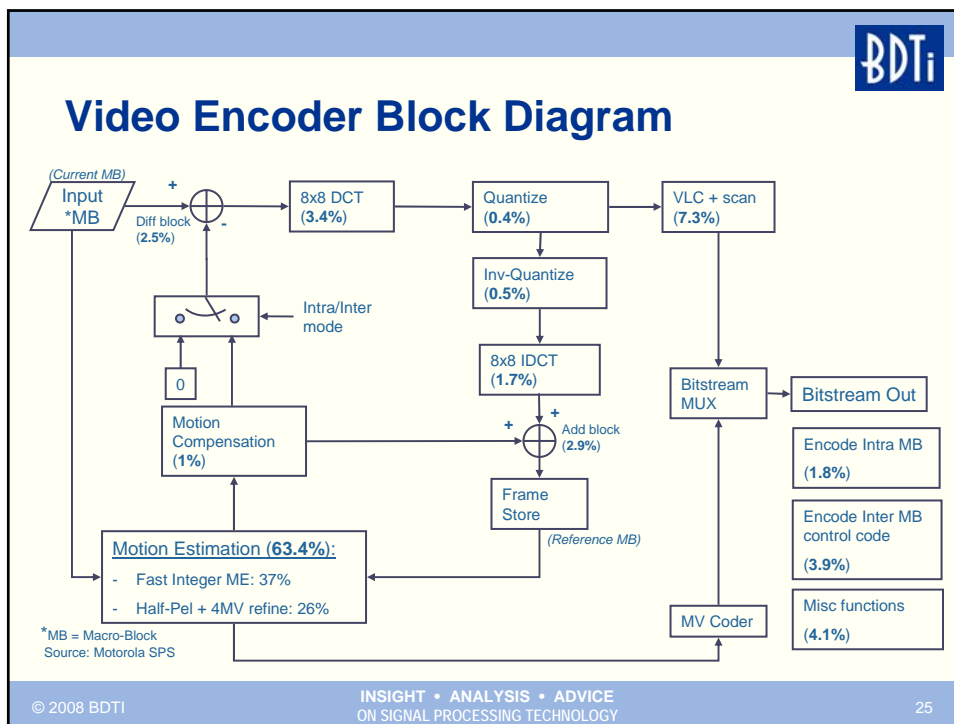 BDTi
Video Encoder Block Diagram
(Current MB)
Input
*MB
+
-
Diff block
(2.5%)
8x8 DCT
(3.4%)
Quantize
(0.4%)
VLC + scan
(7.3%)
Inv-Quantize
(0.5%)
Intra/Inter
mode
8x8 IDCT
(1.7%)
0
Bitstream
MUX
Bitstream Out
Motion
Compensation
(1%)
+
+
Add block
(2.9%)
Encode Intra MB
(1.8%)
Frame
Store
(Reference MB)
Encode Inter MB
control code
(3.9%)
Motion Estimation (63.4%):
- Fast Integer ME: 37%
- Half-Pel + 4MV refine: 26%
MV Coder
Misc functions
(4.1%)
*MB = Macro-Block
Source: Motorola SPS
© 2008 BDTI
INSIGHT • ANALYSIS • ADVICE
ON SIGNAL PROCESSING TECHNOLOGY
25